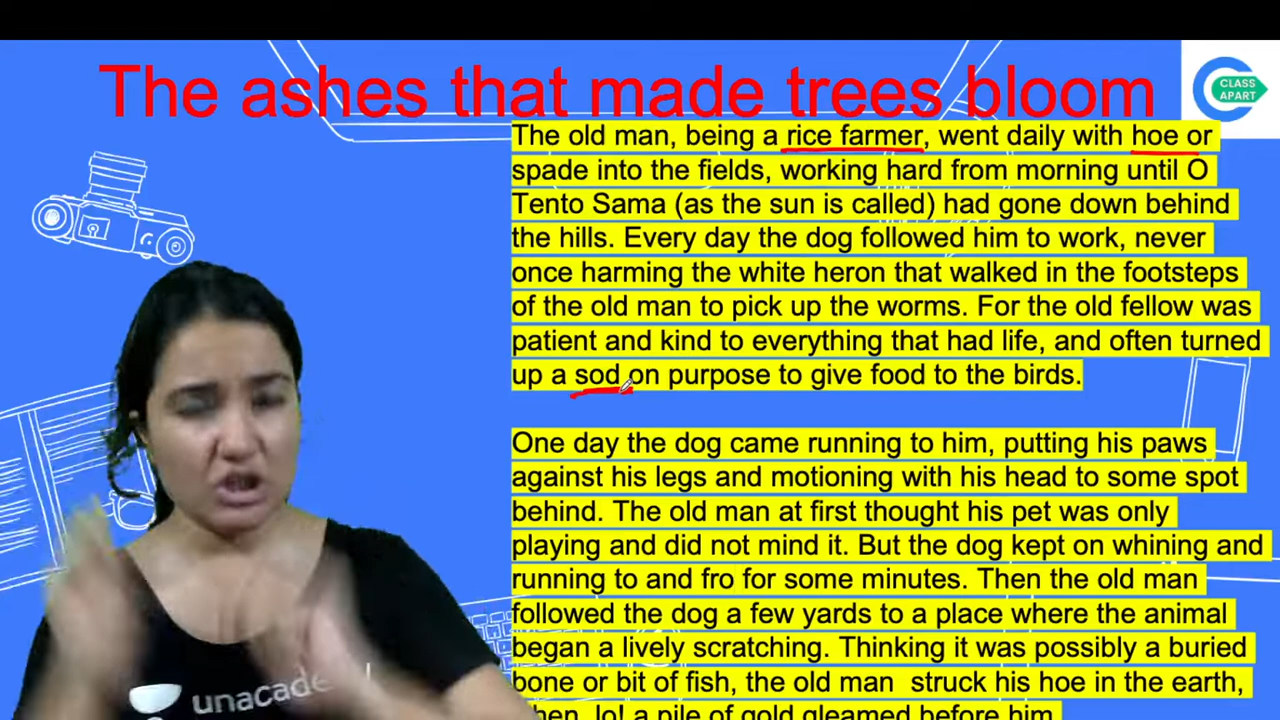 The ashes that made trees bloom
CLASS
APART
The old man, being a rice farmer, went daily with hoe or
spade into the fields, working hard from morning until O
Tento Sama (as the sun is called) had gone down behind
the hills. Every day the dog followed him to work, never
once harming the white heron that walked in the footsteps
of the old man to pick up the worms. For the old fellow was
patient and kind to everything that had life, and often turned
up a sod on purpose to give food to the birds.
One day the dog came running to him, putting his paws
against his legs and motioning with his head to some spot
behind. The old man at first thought his pet was only
playing and did not mind it. But the dog kept on whining and
running to and fro for some minutes. Then the old man
followed the dog a few yards to a place where the animal
began a lively scratching. Thinking it was possibly a buried
bone or bit of fish, the old man struck his hoe in the earth,
when, lo! a pile of gold gleamed before him.